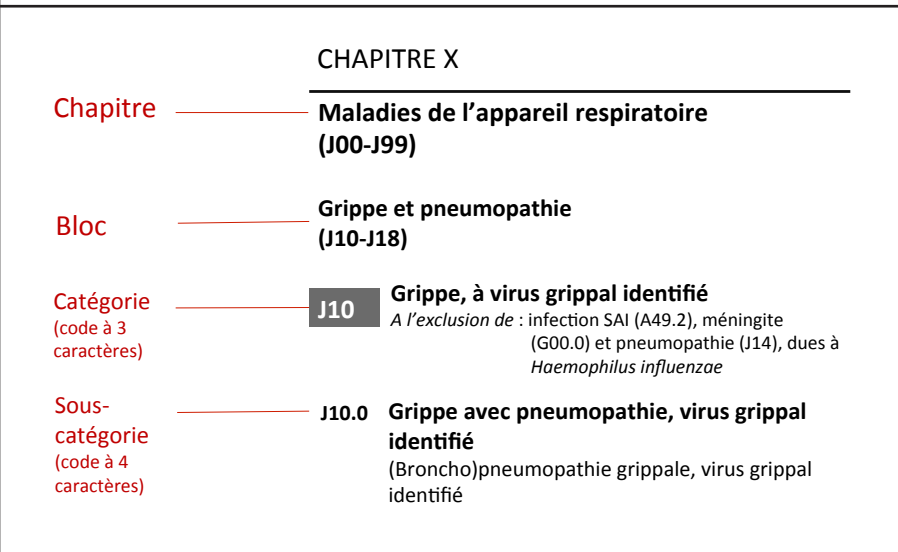 CHAPITRE X
Chapitre
Maladies de l’appareil respiratoire
(J00-J99)
Bloc
Grippe et pneumopathie
(J10-J18)
Catégorie
(code à 3
caractères)
J10
Grippe, à virus grippal identifié
A l’exclusion de : infection SAI (A49.2), méningite
(G00.0) et pneumopathie (J14), dues à
Haemophilus influenzae
Sous-
catégorie
(code à 4
caractères)
J10.0 Grippe avec pneumopathie, virus grippal
identifié
(Broncho)pneumopathie grippale, virus grippal
identifié